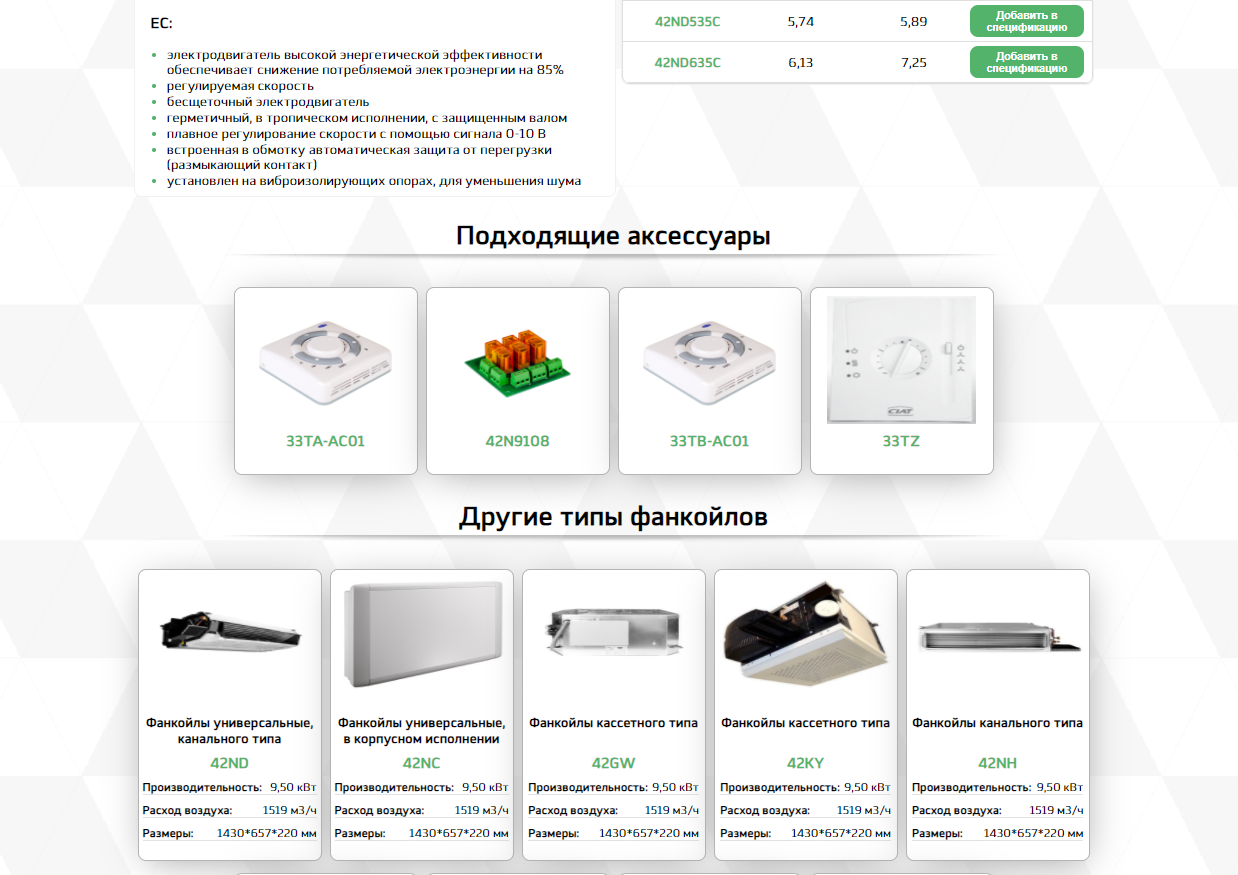 EC:
электродвигатель высокой энергетической эффективности
обеспечивает снижение потребляемой электроэнергии на 85%
регулируемая скорость
бесщеточный электродвигатель
герметичный, в тропическом исполнении, с защищенным валом
плавное регулирование скорости с помощью сигнала 0-10 В
встроенная в обмотку автоматическая защита от перегрузки
(размыкающий контакт)
установлен на виброизолирующих опорах, для уменьшения шума
42ND535C 5,74 5,89 Добавить в
спецификацию
42ND635C 6,13 7,25 Добавить в
спецификацию
Подходящие аксессуары
CIAT
33TA-AC01 42N9108 33TB-AC01 33TZ
Другие типы фанкойлов
Фанкойлы универсальные,
канального типа
42ND
Производительность: 9,50 кВт
Расход воздуха: 1519 м3/ч
Размеры: 1430*657*220 мм
Фанкойлы универсальные,
в корпусном исполнении
42NC
Производительность: 9,50 кВт
Расход воздуха: 1519 м3/ч
Размеры: 1430*657*220 мм
Фанкойлы кассетного типа
42GW
Производительность: 9,50 кВт
Расход воздуха: 1519 м3/ч
Размеры: 1430*657*220 мм
Фанкойлы кассетного типа
42KY
Производительность: 9,50 кВт
Расход воздуха: 1519 м3/ч
Размеры: 1430*657*220 мм
Фанкойлы канального типа
42NH
Производительность: 9,50 кВт
Расход воздуха: 1519 м3/ч
Размеры: 1430*657*220 мм